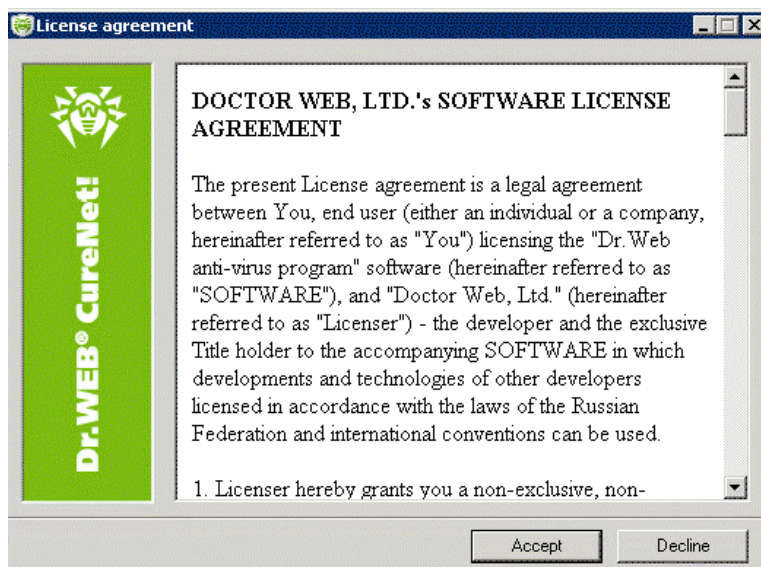 License agreement
Dr.WEB® CureNet!
DOCTOR WEB, LTD.'s SOFTWARE LICENSE
AGREEMENT
The present License agreement is a legal agreement
between You, end user (either an individual or a company,
hereinafter referred to as "You") licensing the "Dr.Web
anti-virus program" software (hereinafter referred to as
"SOFTWARE"), and "Doctor Web, Ltd." (hereinafter
referred to as "Licenser") - the developer and the exclusive
Title holder to the accompanying SOFTWARE in which
developments and technologies of other developers
licensed in accordance with the laws of the Russian
Federation and international conventions can be used.
1. Licenser hereby grants you a non-exclusive, non-
Accept
Decline